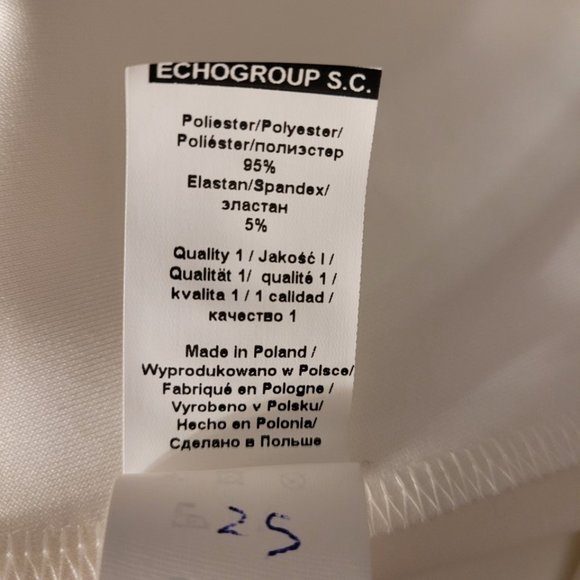 ECHOGROUP S.C.
Poliester/Polyester/
Poliéster/полиэстер
95%
Elastan/Spandex/
эластан
5%
Quality 1 / Jakość I /
Qualität 1/ qualité 1 /
kvalita 1 / 1 calidad /
качество 1
Made in Poland /
Wyprodukowano w Polsce/
Fabriqué en Pologne /
Vyrobeno v Polsku/
Hecho en Polonia/
Сделано в Польше